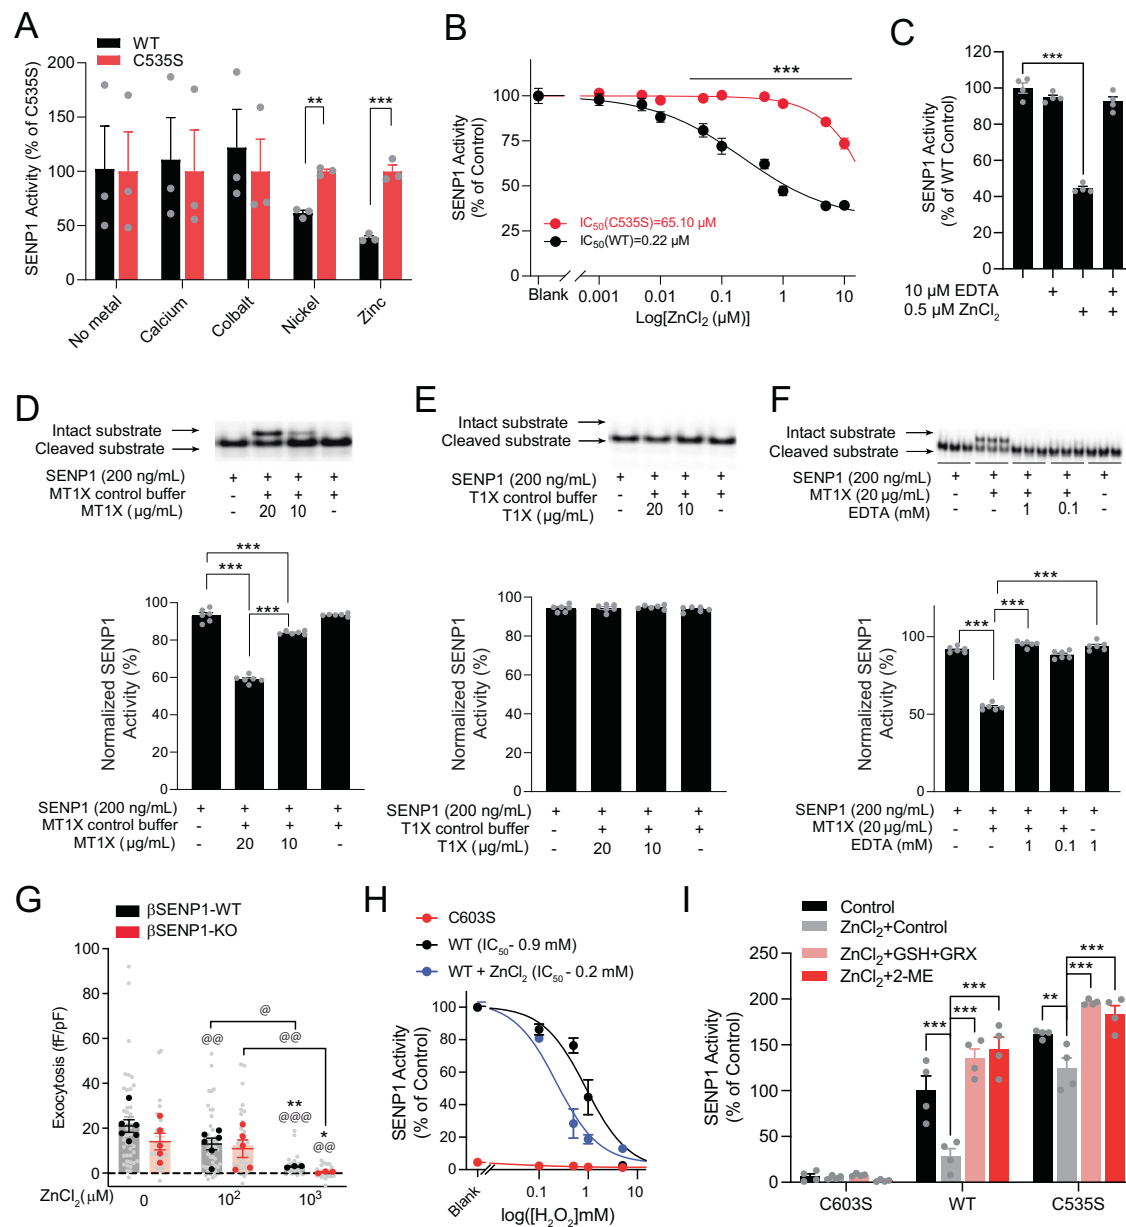 A
WT
C535S
SENP1 Activity (% of C535S)
200
150
100
50
0
**
***
No metal
Calcium
Colbalt
Nickel
Zinc
B
SENP1 Activity
(% of Control)
100
75
50
25
0
***
IC50(C535S)=65.10 µM
IC50(WT)=0.22 µM
Blank
0.001
0.01
0.1
1
10
Log[ZnCl2 (µM)]
C
SENP1 Activity
(% of WT Control)
120
100
80
60
40
20
0
***
10 µM EDTA + +
0.5 µM ZnCl2 + +
D
Intact substrate
Cleaved substrate
SENP1 (200 ng/mL) + + + +
MT1X control buffer - + + +
MT1X (µg/mL) - 20 10 -
***
***
***
Normalized SENP1
Activity (%)
80
60
40
20
0
SENP1 (200 ng/mL) + + + +
MT1X control buffer - + + +
MT1X (µg/mL) - 20 10 -
E
Intact substrate
Cleaved substrate
SENP1 (200 ng/mL) + + + +
T1X control buffer - + + +
T1X (µg/mL) - 20 10 -
Normalized SENP1
Activity (%)
100
80
60
40
20
0
SENP1 (200 ng/mL) + + + +
T1X control buffer - + + +
T1X (µg/mL) - 20 10 -
F
Intact substrate
Cleaved substrate
SENP1 (200 ng/mL) + + + + +
MT1X (20 µg/mL) - + + + -
EDTA (mM) - - 1 0.1 -
***
***
***
Normalized SENP1
Activity (%)
100
50
0
SENP1 (200 ng/mL) + + + + +
MT1X (20 µg/mL) - + + + -
EDTA (mM) - - 1 0.1 1
G
βSENP1-WT
βSENP1-KO
Exocytosis (fF/pF)
100
80
60
40
20
0
@
@@
@@
**
@@@
*
@@
ZnCl2(µM) 0 10² 10³
H
C603S
WT (IC50- 0.9 mM)
WT + ZnCl2 (IC50 - 0.2 mM)
SENP1 Activity
(% of Control)
100
80
60
40
20
0
Blank
0.1
1
10
log([H2O2]mM)
I
Control
ZnCl2+Control
ZnCl2+GSH+GRX
ZnCl2+2-ME
SENP1 Activity
(% of Control)
250
200
150
100
50
0
***
***
***
**
***
***
C603S
WT
C535S